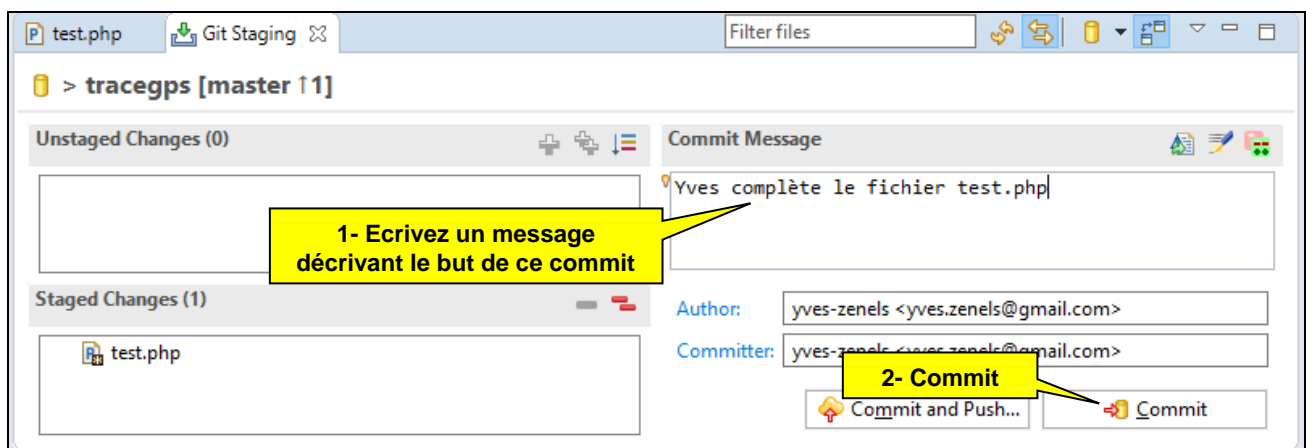 test.php
Git Staging
Filter files
> tracegps [master ↑1]
Unstaged Changes (0)
Commit Message
Yves complète le fichier test.php
1- Ecrivez un message
décrivant le but de ce commit
Staged Changes (1)
test.php
Author: yves-zenels <yves.zenels@gmail.com>
Committer: yves-zenels <yves.zenels@gmail.com>
2- Commit
Commit and Push...
Commit